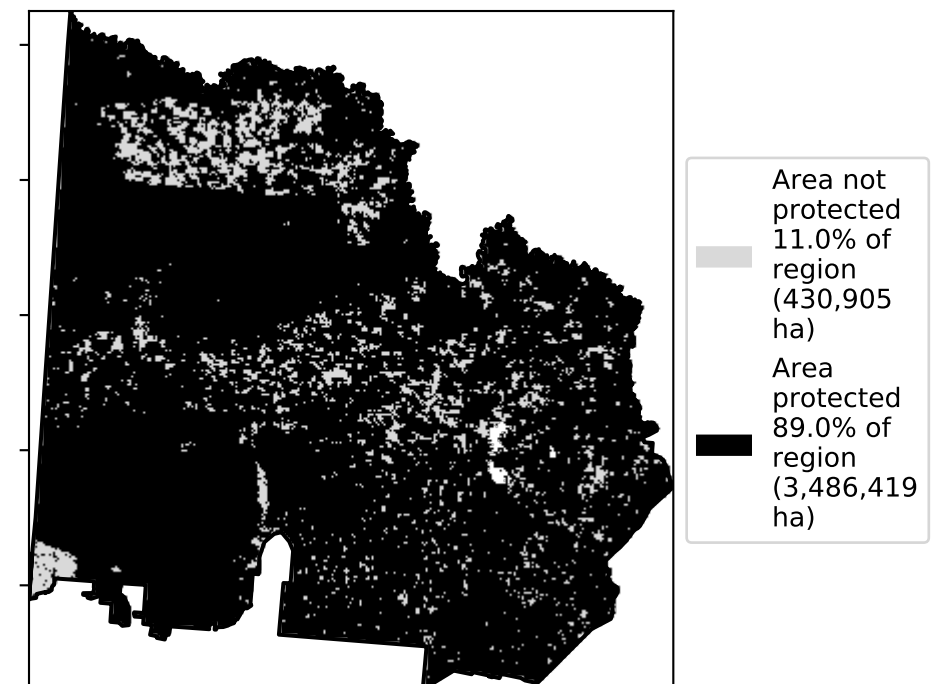 Area not
protected
11.0% of
region
(430,905
ha)
Area
protected
89.0% of
region
(3,486,419
ha)